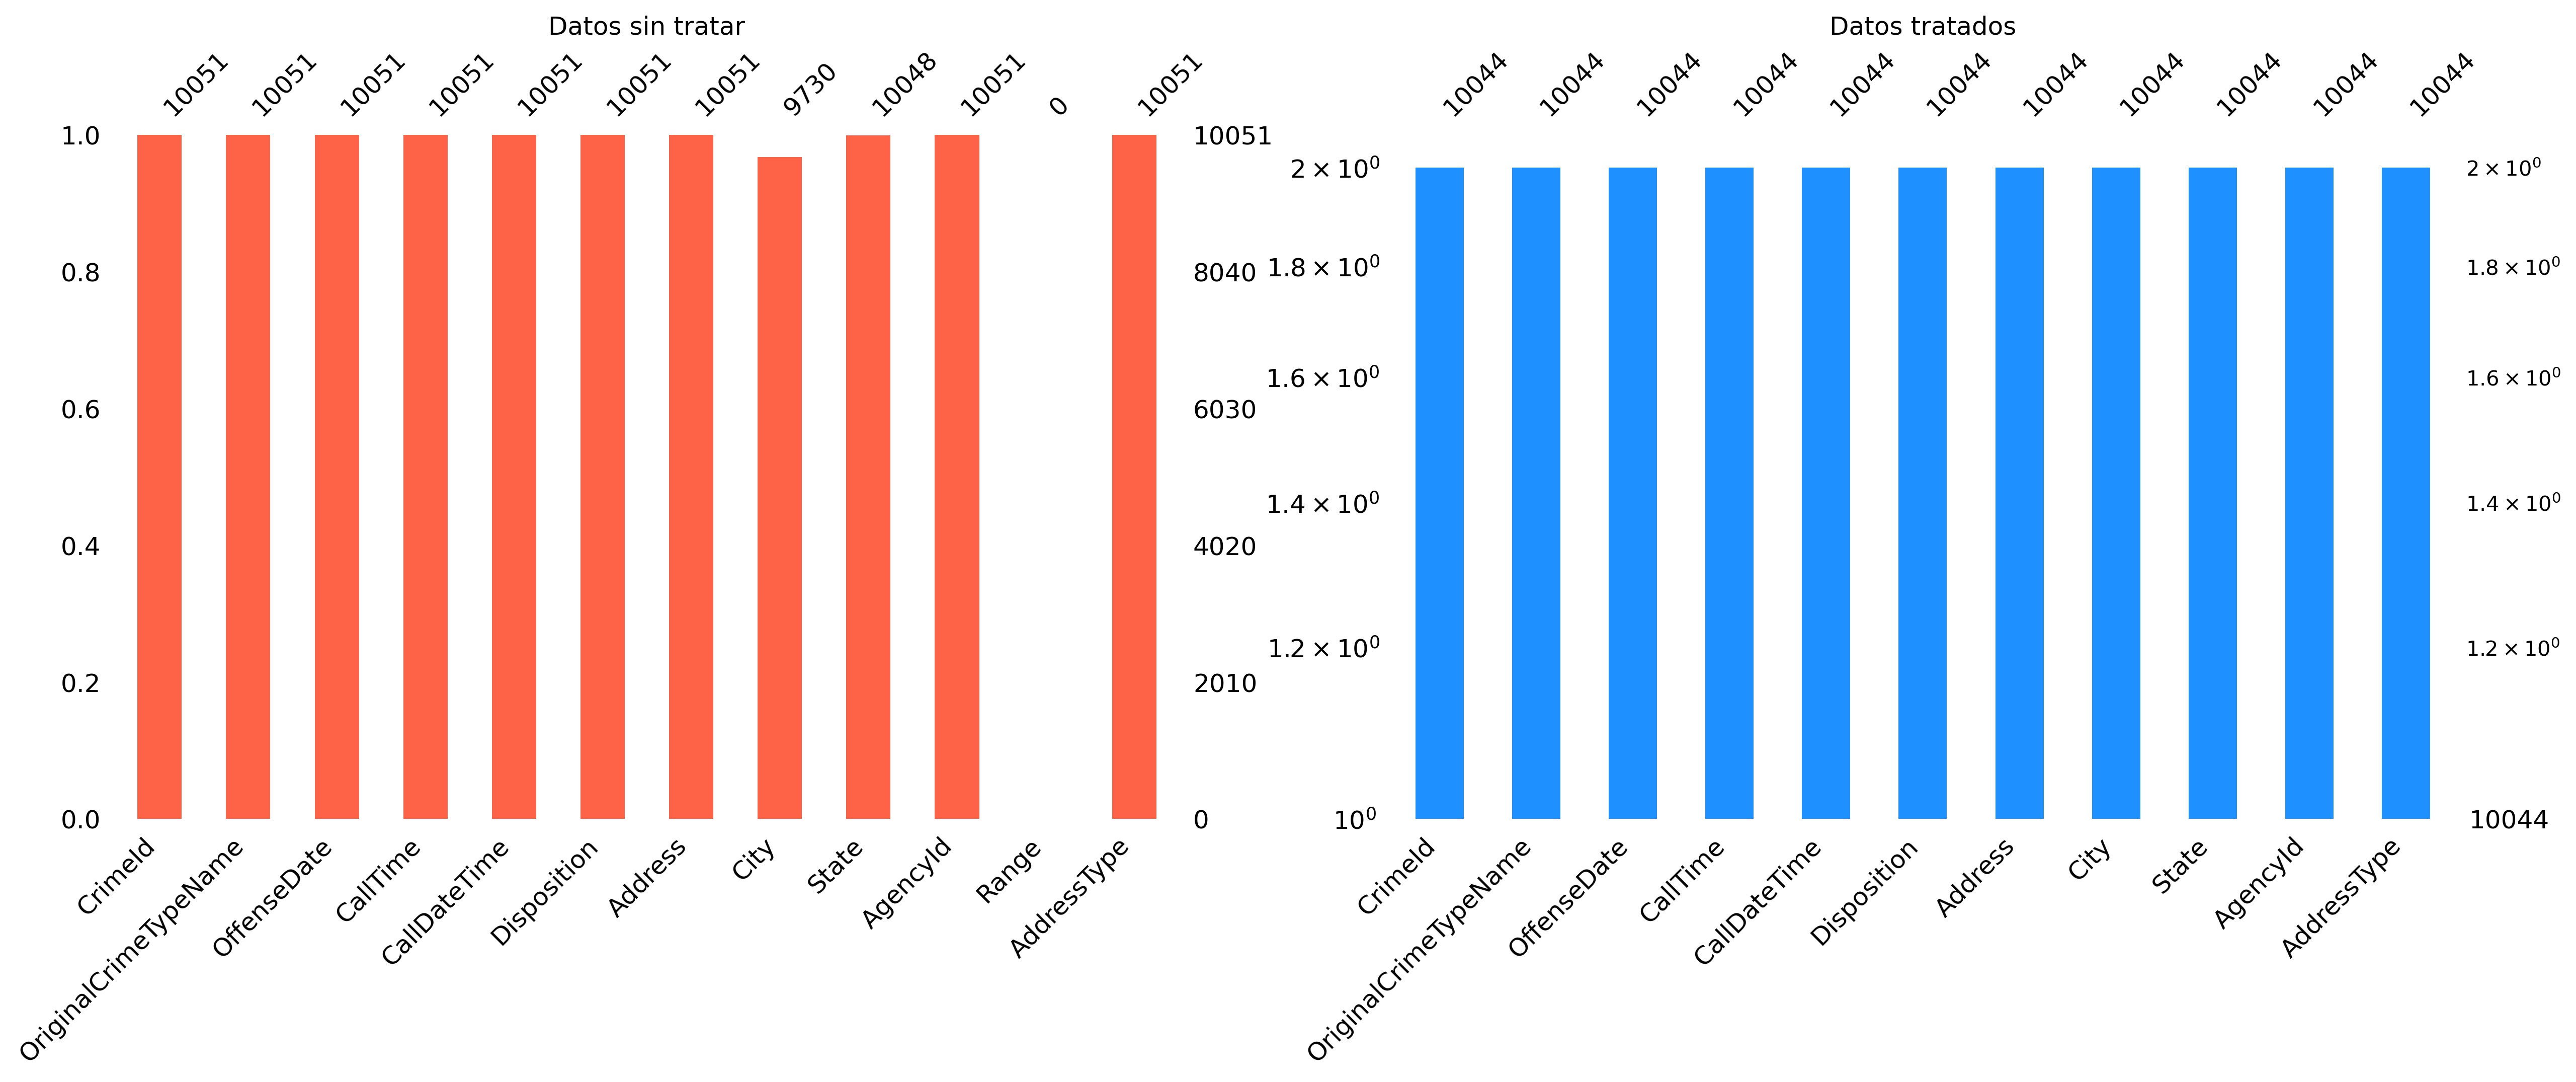 Datos sin tratar
10051 10051 10051 10051 10051 10051 10051 9730 10048 10051 0 10051
1.0
0.8
0.6
0.4
0.2
0.0
10051
8040
6030
4020
2010
0
CrimeId
OriginalCrimeTypeName
OffenseDate
CallTime
CallDateTime
Disposition
Address
City
State
AgencyId
Range
AddressType
Datos tratados
10044 10044 10044 10044 10044 10044 10044 10044 10044 10044 10044
2 × 10⁰
1.8 × 10⁰
1.6 × 10⁰
1.4 × 10⁰
1.2 × 10⁰
10⁰
2 × 10⁰
1.8 × 10⁰
1.6 × 10⁰
1.4 × 10⁰
1.2 × 10⁰
10044
CrimeId
OriginalCrimeTypeName
OffenseDate
CallTime
CallDateTime
Disposition
Address
City
State
AgencyId
AddressType